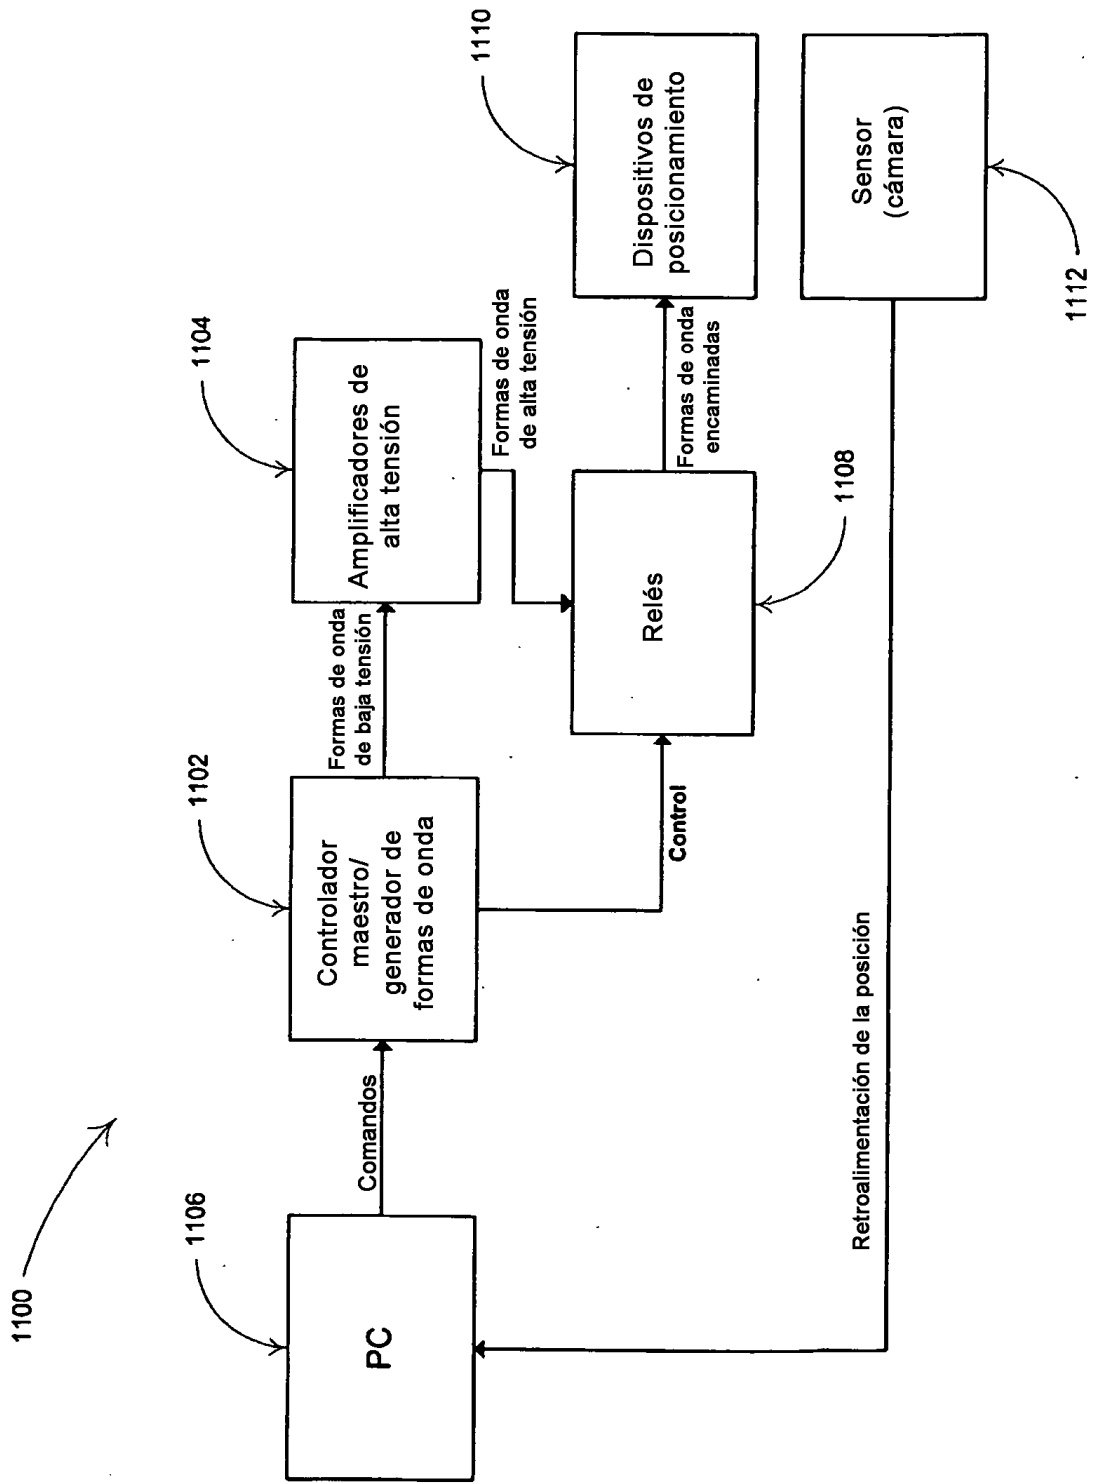 1100
1106
PC
Comandos
1102
Controlador
maestro/
generador de
formas de onda
Formas de onda
de baja tensión
1104
Amplificadores de
alta tensión
Formas de onda
de alta tensión
Control
Relés
1108
Formas de onda
encaminadas
1110
Dispositivos de
posicionamiento
Sensor
(cámara)
1112
Retroalimentación de la posición